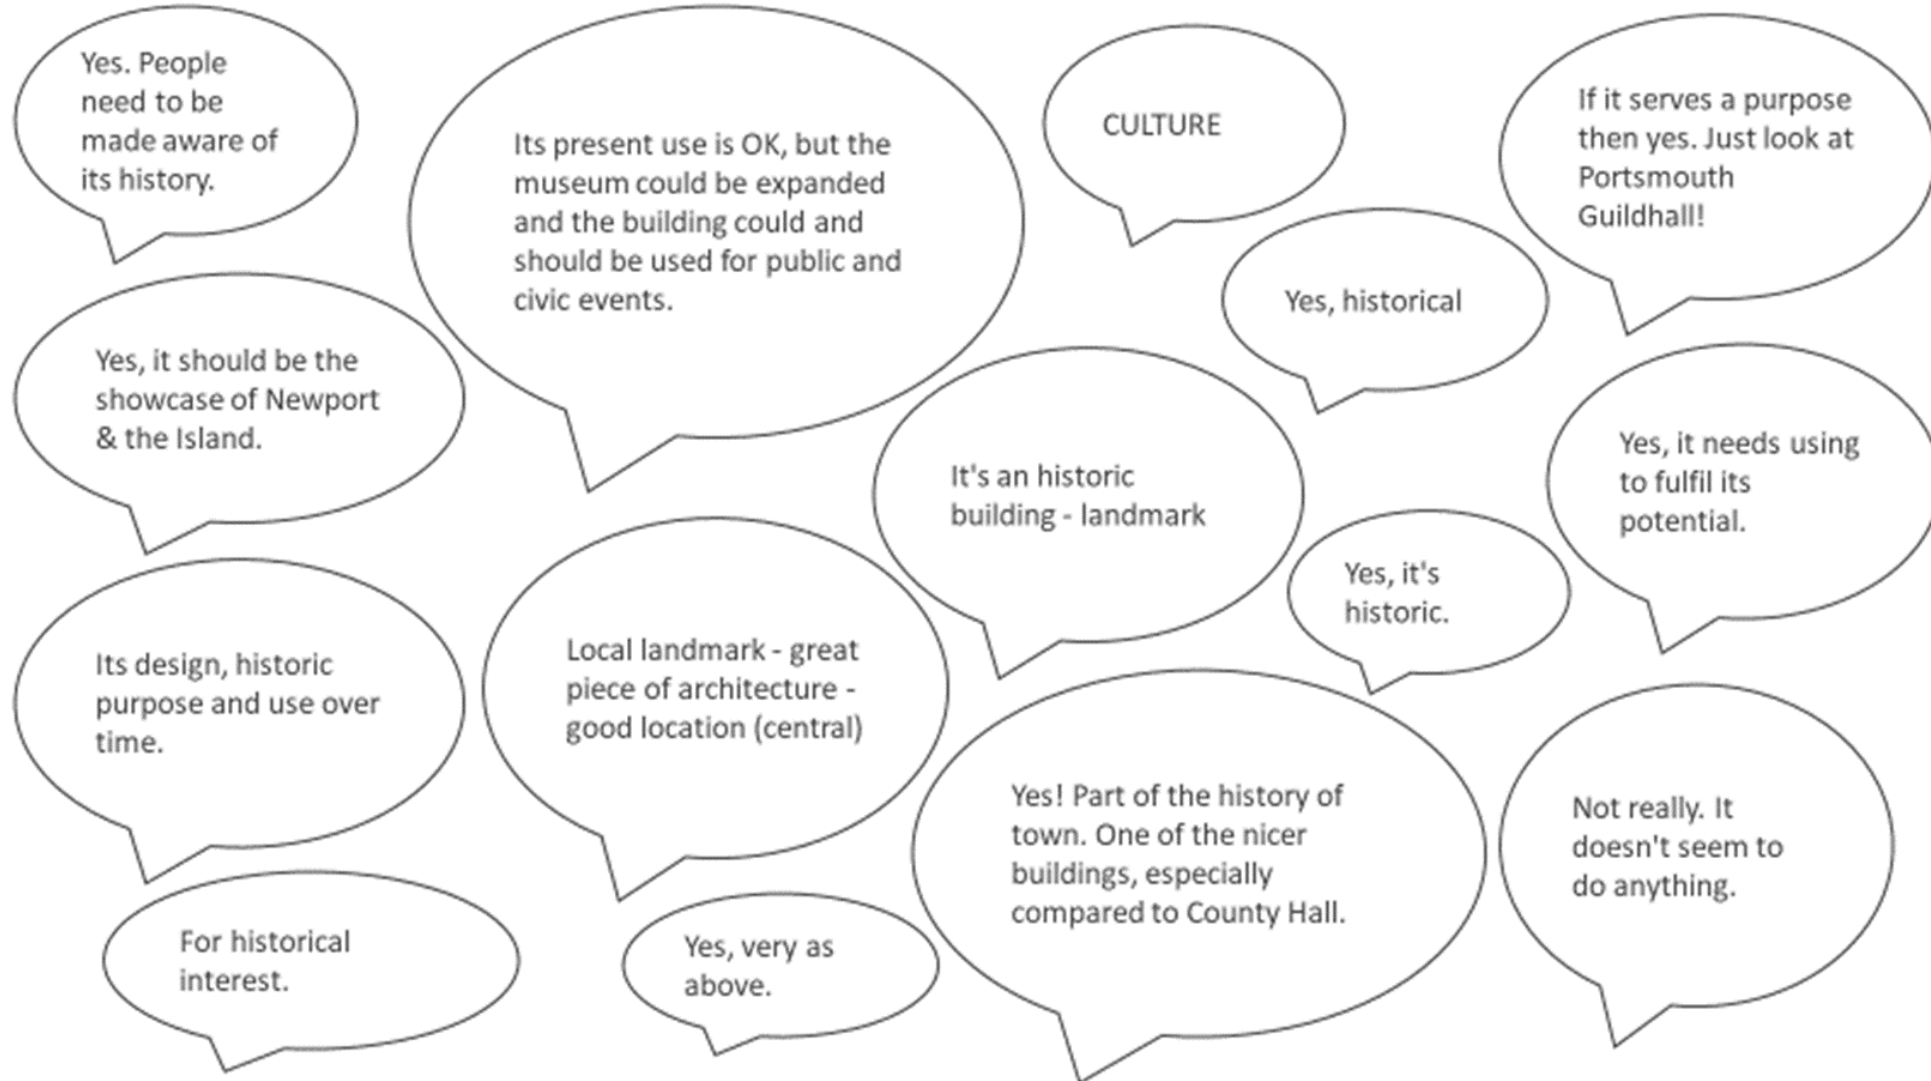 Yes. People
need to be
made aware of
its history.
Its present use is OK, but the
museum could be expanded
and the building could and
should be used for public and
civic events.
CULTURE
If it serves a purpose
then yes. Just look at
Portsmouth
Guildhall!
Yes, historical
Yes, it should be the
showcase of Newport
& the Island.
It's an historic
building - landmark
Yes, it needs using
to fulfil its
potential.
Yes, it's
historic.
Its design, historic
purpose and use over
time.
Local landmark - great
piece of architecture -
good location (central)
Yes! Part of the history of
town. One of the nicer
buildings, especially
compared to County Hall.
Not really. It
doesn't seem to
do anything.
For historical
interest.
Yes, very as
above.